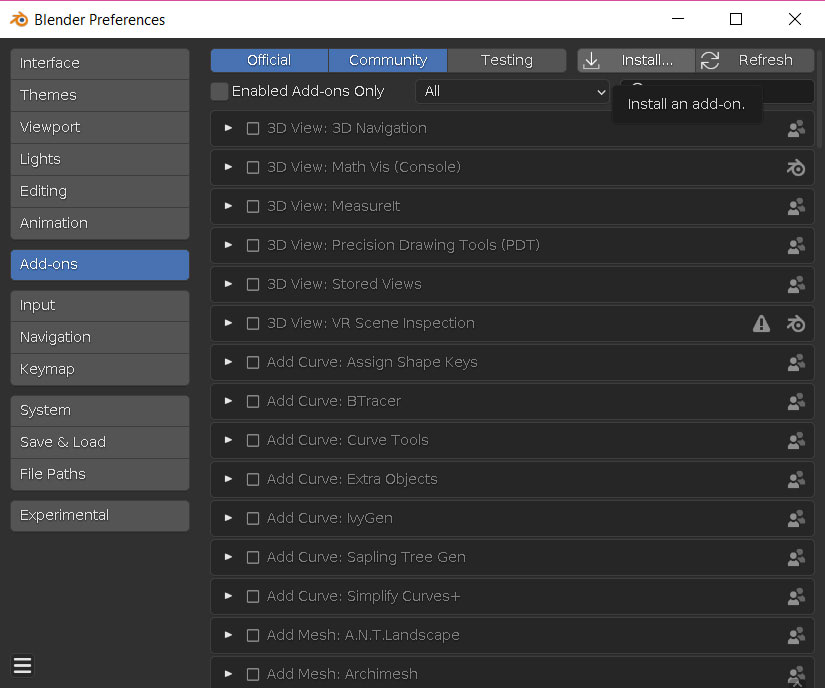 Blender Preferences
Interface
Themes
Viewport
Lights
Editing
Animation
Add-ons
Input
Navigation
Keymap
System
Save & Load
File Paths
Experimental
Official Community Testing Install... Refresh
Enabled Add-ons Only All
Install an add-on.
3D View: 3D Navigation
3D View: Math Vis (Console)
3D View: MeasureIt
3D View: Precision Drawing Tools (PDT)
3D View: Stored Views
3D View: VR Scene Inspection
Add Curve: Assign Shape Keys
Add Curve: BTracer
Add Curve: Curve Tools
Add Curve: Extra Objects
Add Curve: IvyGen
Add Curve: Sapling Tree Gen
Add Curve: Simplify Curves+
Add Mesh: A.N.T.Landscape
Add Mesh: Archimesh